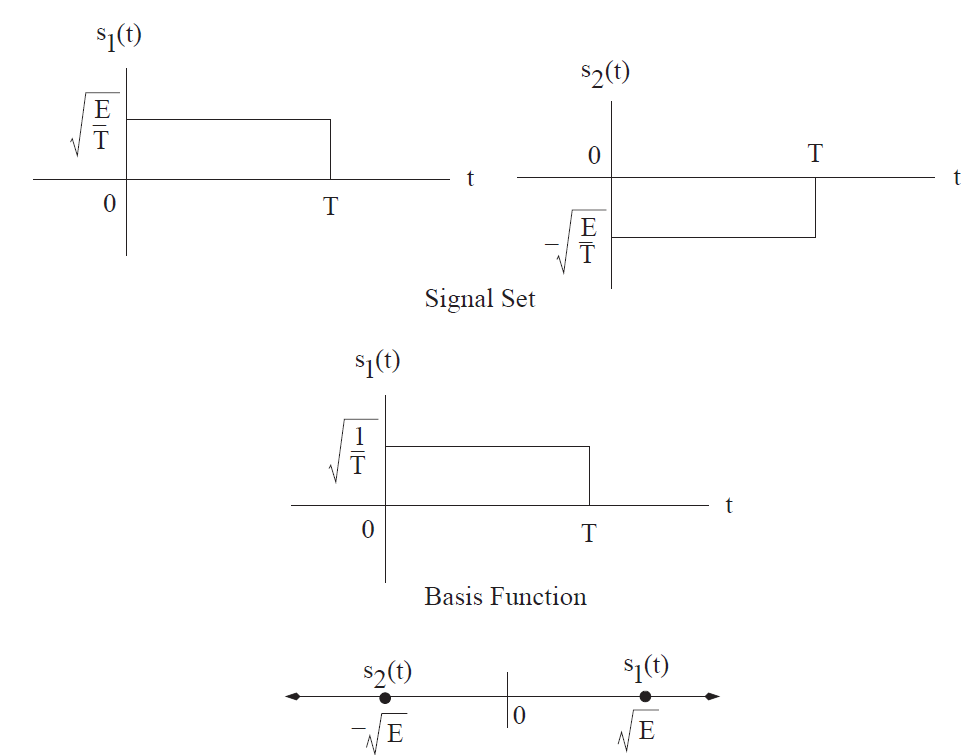 s1(t)
√E/T
0
T
t
s2(t)
0
T
t
−√E/T
Signal Set
s1(t)
√1/T
0
T
t
Basis Function
s2(t)
s1(t)
0
−√E
√E